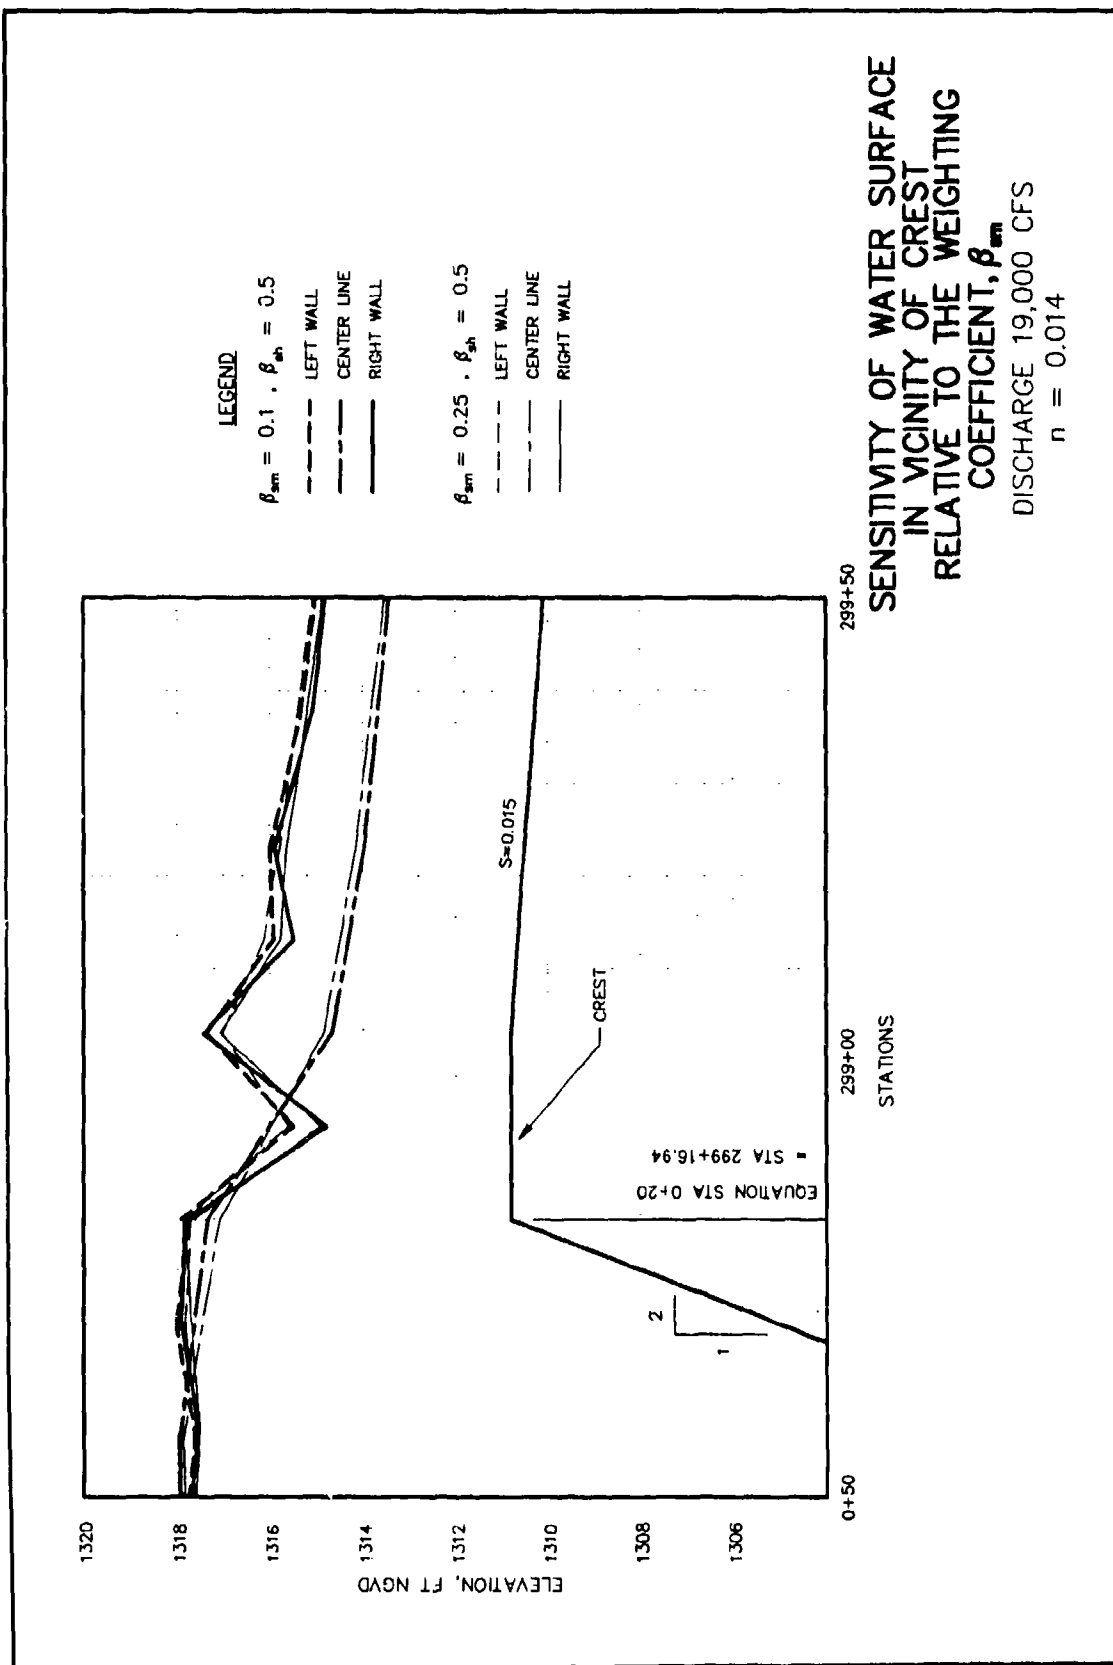 LEGEND
βsm = 0.1 , βsh = 0.5
LEFT WALL
CENTER LINE
RIGHT WALL
βsm = 0.25 , βsh = 0.5
LEFT WALL
CENTER LINE
RIGHT WALL
1320
1318
1316
1314
1312
1310
1308
1306
ELEVATION, FT NGVD
S=0.015
CREST
2
1
EQUATION STA 0+20
= STA 299+16.94
0+50
299+00
299+50
STATIONS
SENSITIVITY OF WATER SURFACE
IN VICINITY OF CREST
RELATIVE TO THE WEIGHTING
COEFFICIENT, βsm
DISCHARGE 19,000 CFS
n = 0.014